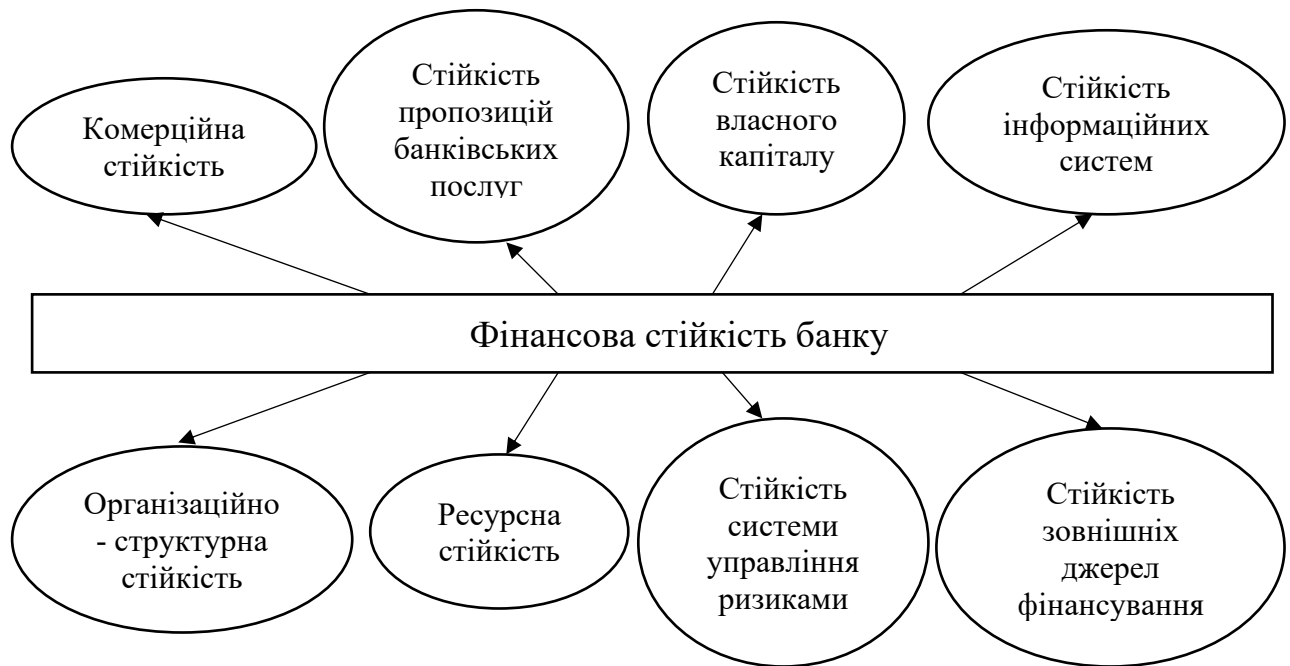 Комерційна
стійкість
Стійкість
пропозицій
банківських
послуг
Стійкість
власного
капіталу
Стійкість
інформаційних
систем
Фінансова стійкість банку
Організаційно
- структурна
стійкість
Ресурсна
стійкість
Стійкість
системи
управління
ризиками
Стійкість
зовнішніх
джерел
фінансування